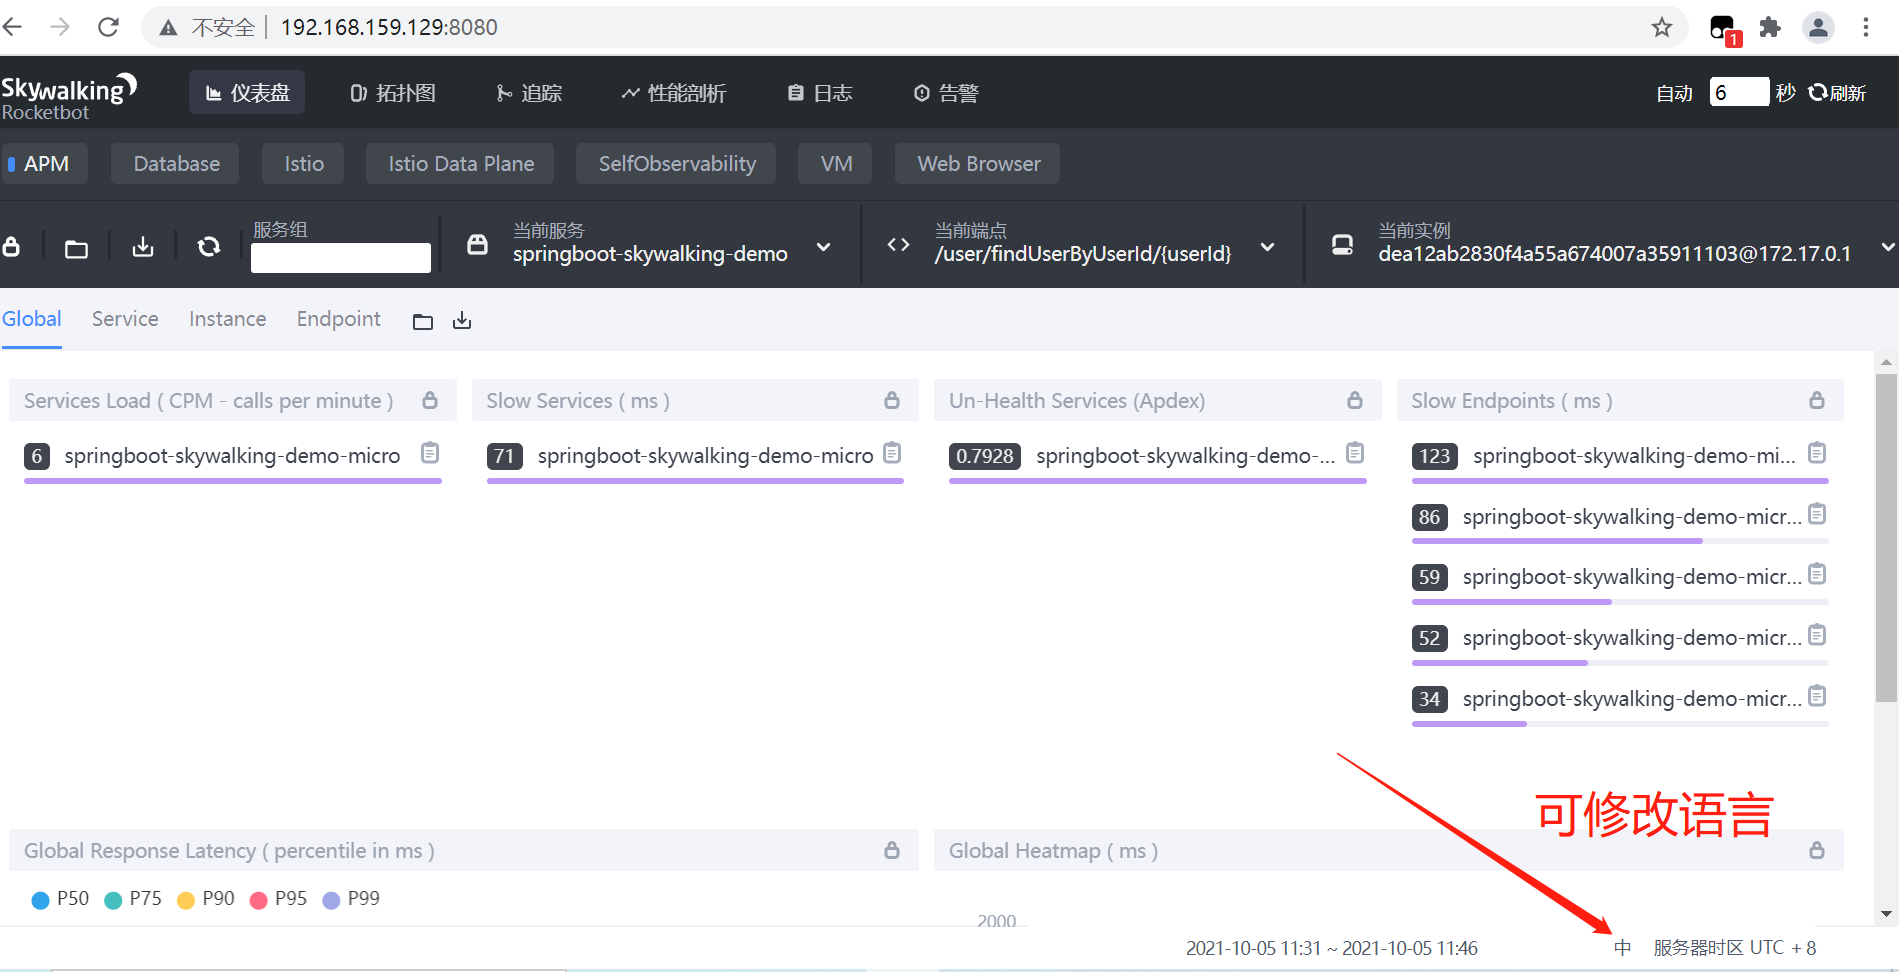 不安全 192.168.159.129:8080
1
Skywalking
Rocketbot
仪表盘 拓扑图 追踪 性能剖析 日志 告警 自动 6 秒 刷新
APM Database Istio Istio Data Plane SelfObservability VM Web Browser
服务组 当前服务 当前端点 当前实例
springboot-skywalking-demo /user/findUserByUserId/{userId} dea12ab2830f4a55a674007a35911103@172.17.0.1
Global Service Instance Endpoint
Services Load ( CPM - calls per minute ) Slow Services ( ms ) Un-Health Services (Apdex) Slow Endpoints ( ms )
6 springboot-skywalking-demo-micro 71 springboot-skywalking-demo-micro 0.7928 springboot-skywalking-demo-... 123 springboot-skywalking-demo-mi...
86 springboot-skywalking-demo-micr...
59 springboot-skywalking-demo-micr...
52 springboot-skywalking-demo-micr...
34 springboot-skywalking-demo-micr...
可修改语言
Global Response Latency ( percentile in ms ) Global Heatmap ( ms )
P50 P75 P90 P95 P99
2000
2021-10-05 11:31 ~ 2021-10-05 11:46 中 服务器时区 UTC + 8